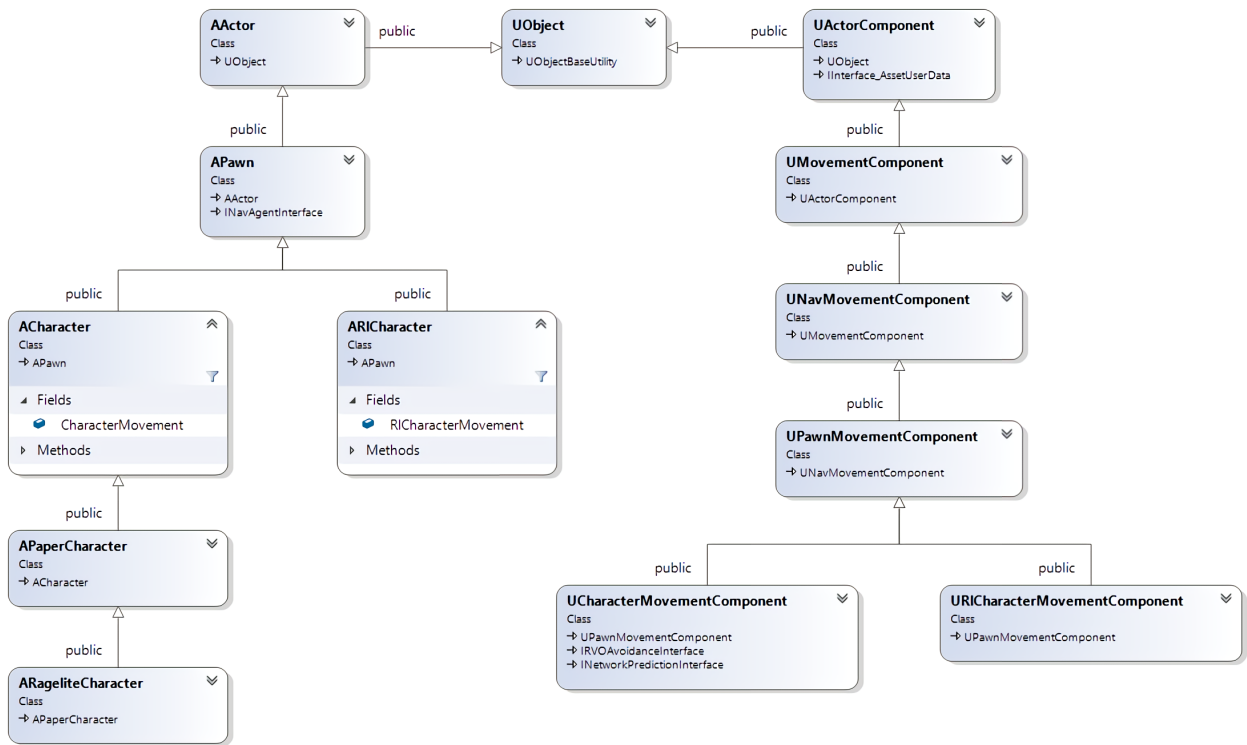 AActor
Class
UObject
public
UObject
Class
UObjectBaseUtility
public
UActorComponent
Class
UObject
IInterface_AssetUserData
public
APawn
Class
AActor
INavAgentInterface
public
UMovementComponent
Class
UActorComponent
public
public
ACharacter
Class
APawn
Fields
CharacterMovement
Methods
ARICharacter
Class
APawn
Fields
RICharacterMovement
Methods
public
UNavMovementComponent
Class
UMovementComponent
public
UPawnMovementComponent
Class
UNavMovementComponent
public
APaperCharacter
Class
ACharacter
public
public
UCharacterMovementComponent
Class
UPawnMovementComponent
IRVOAvoidanceInterface
INetworkPredictionInterface
URICharacterMovementComponent
Class
UPawnMovementComponent
public
ARageliteCharacter
Class
APaperCharacter